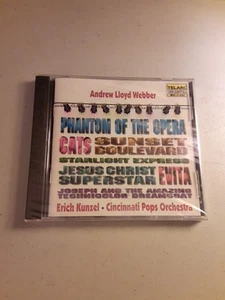 TELARC
Andrew Lloyd Webber
PHANTOM OF THE OPERA
CATS SUNSET
BOULEVARD
STARLIGHT EXPRESS
JESUS CHRIST EVITA
SUPERSTAR
JOSEPH AND THE AMAZING
TECHNICOLOR DREAMCOAT
Erich Kunzel · Cincinnati Pops Orchestra